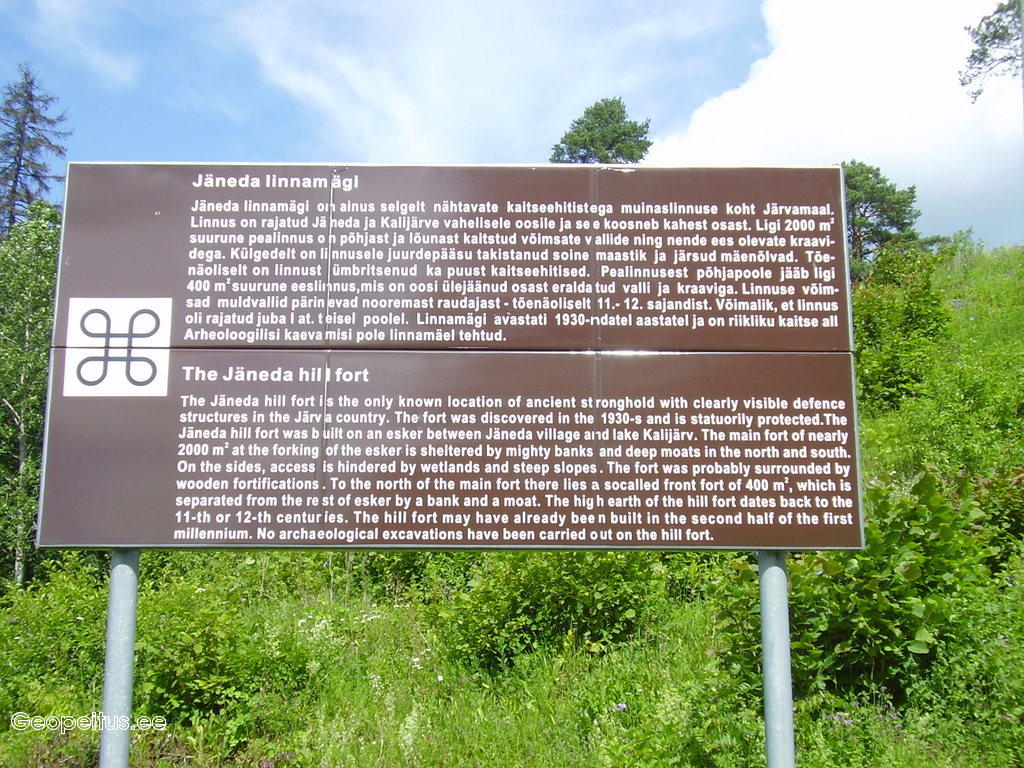 Jäneda linnamägi
Jäneda linnamägi on ainus selgelt nähtavate kaitseehitistega muinaslinnuse koht Järvamaal.
Linnus on rajatud Jäneda ja Kalijärve vahelisele oosile ja see koosneb kahest osast. Ligi 2000 m²
suurune pealinnus on põhjast ja lõunast kaitstud võimsate vallide ning nende ees olevate kraavi-
dega. Külgedelt on linnusele juurdepääsu takistanud soine maastik ja järsud mäenõlvad. Tõe-
näoliselt on linnust ümbritsenud ka puust kaitseehitised. Pealinnusest põhjapoole jääb ligi
400 m² suurune eeslinnus,mis on oosi ülejäänud osast eraldatud valli ja kraaviga. Linnuse võim-
sad muldvallid pärinevad nooremast raudajast - tõenäoliselt 11.- 12. sajandist. Võimalik, et linnus
oli rajatud juba I at. teisel poolel. Linnamägi avastati 1930-ndatel aastatel ja on riikliku kaitse all
Arheoloogilisi kaevamisi pole linnamäel tehtud.
The Jäneda hill fort
The Jäneda hill fort is the only known location of ancient stronghold with clearly visible defence
structures in the Järva country. The fort was discovered in the 1930-s and is statuorily protected.The
Jäneda hill fort was built on an esker between Jäneda village and lake Kalijärv. The main fort of nearly
2000 m² at the forking of the esker is sheltered by mighty banks and deep moats in the north and south.
On the sides, access is hindered by wetlands and steep slopes. The fort was probably surrounded by
wooden fortifications. To the north of the main fort there lies a socalled front fort of 400 m², which is
separated from the rest of esker by a bank and a moat. The high earth of the hill fort dates back to the
11-th or 12-th centuries. The hill fort may have already been built in the second half of the first
millennium. No archaeological excavations have been carried out on the hill fort.
Geopeitus.ee